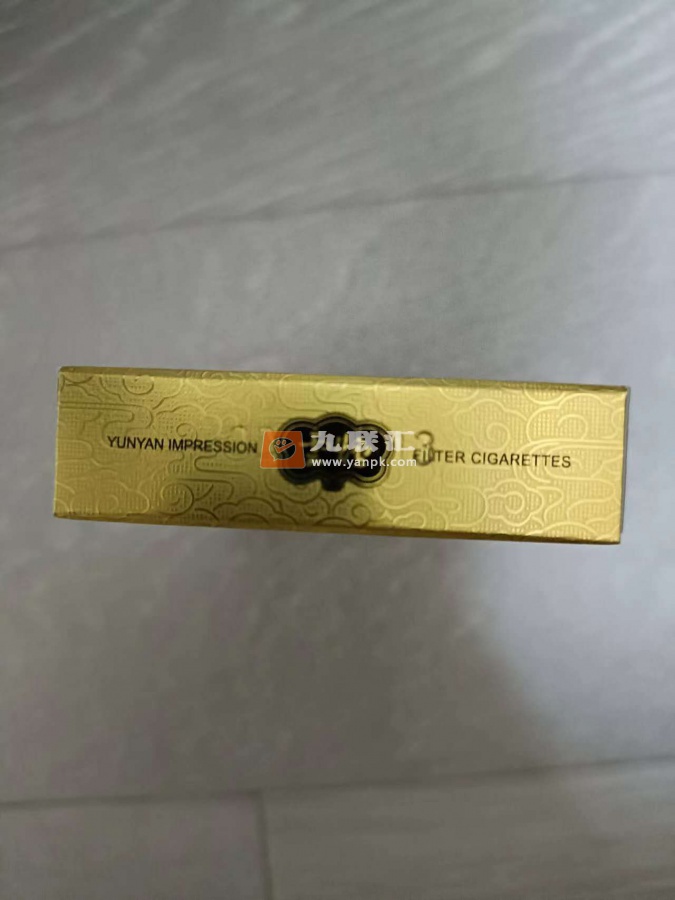 YUNYAN IMPRESSION
九联汇
www.yanpk.com
FILTER CIGARETTES